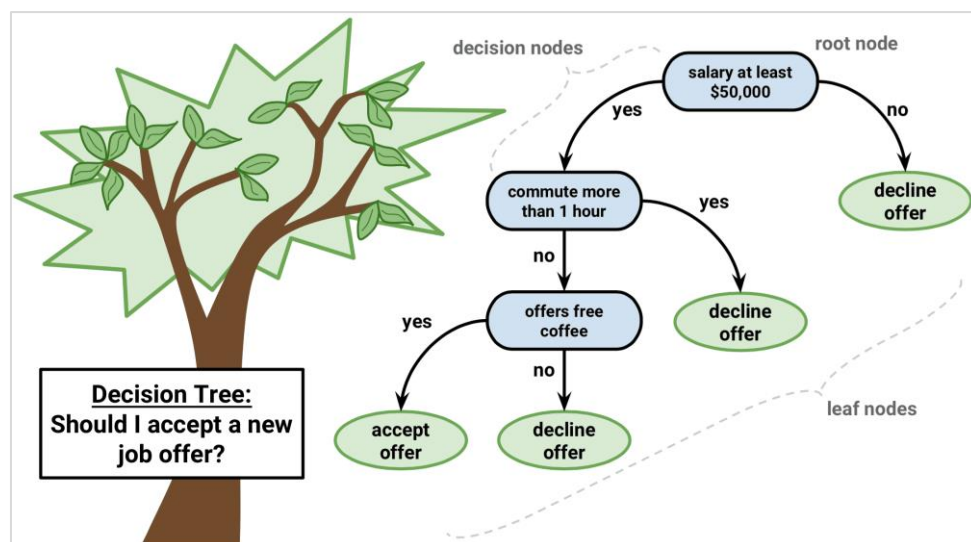 decision nodes
root node
salary at least
$50,000
yes
no
commute more
than 1 hour
yes
decline
offer
no
offers free
coffee
decline
offer
yes
no
Decision Tree:
Should I accept a new
job offer?
accept
offer
decline
offer
leaf nodes